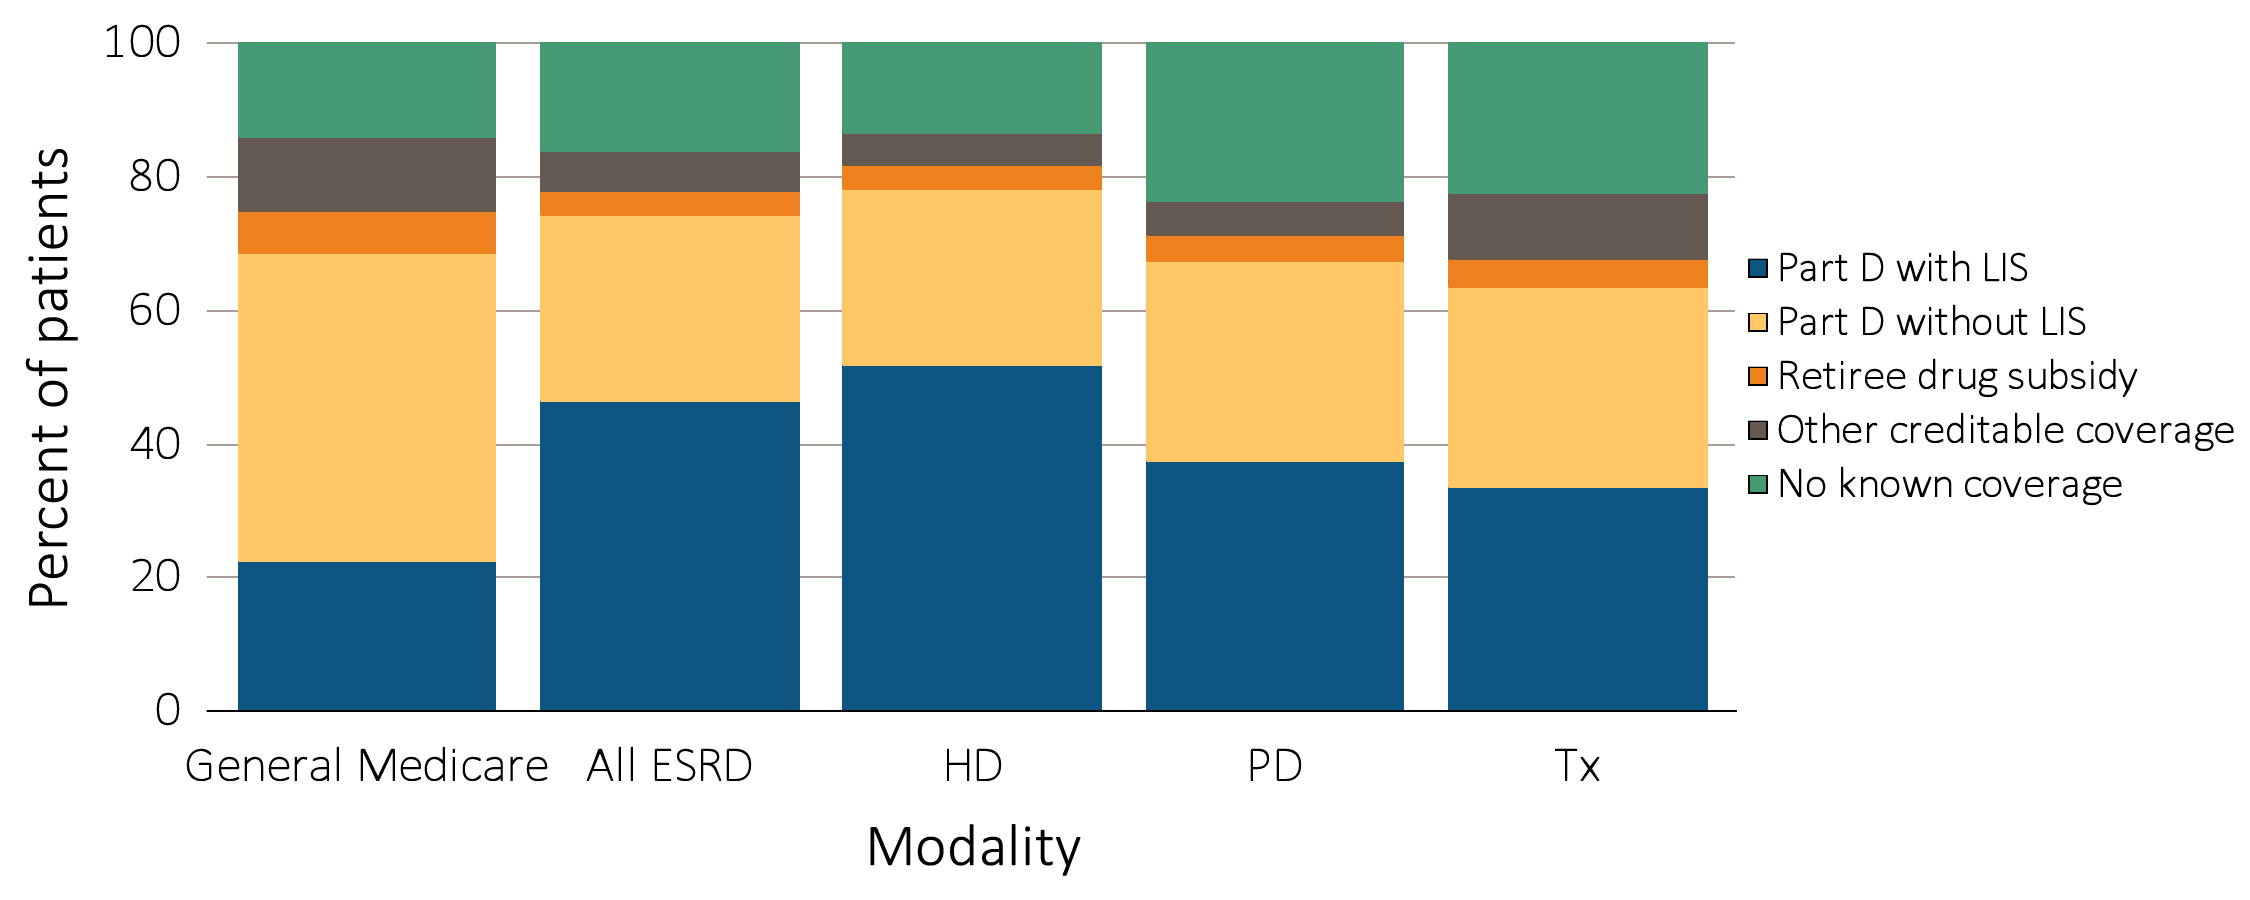 Percent of patients
100
80
60
40
20
0
General Medicare
All ESRD
HD
PD
Tx
Modality
Part D with LIS
Part D without LIS
Retiree drug subsidy
Other creditable coverage
No known coverage